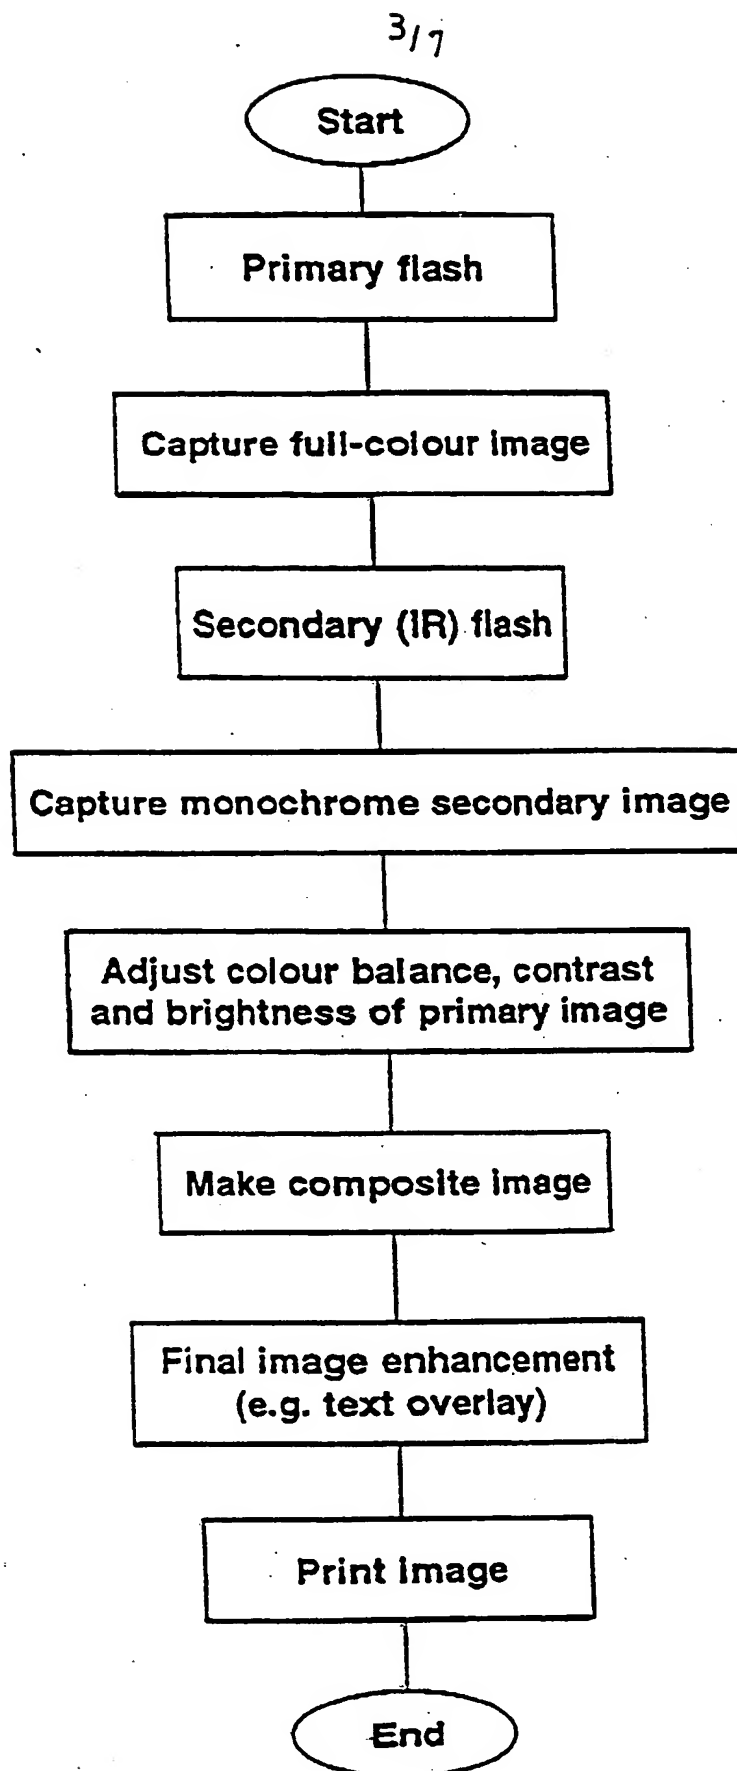 3/7
Start
Primary flash
Capture full-colour image
Secondary (IR) flash
Capture monochrome secondary image
Adjust colour balance, contrast
and brightness of primary image
Make composite image
Final image enhancement
(e.g. text overlay)
Print image
End